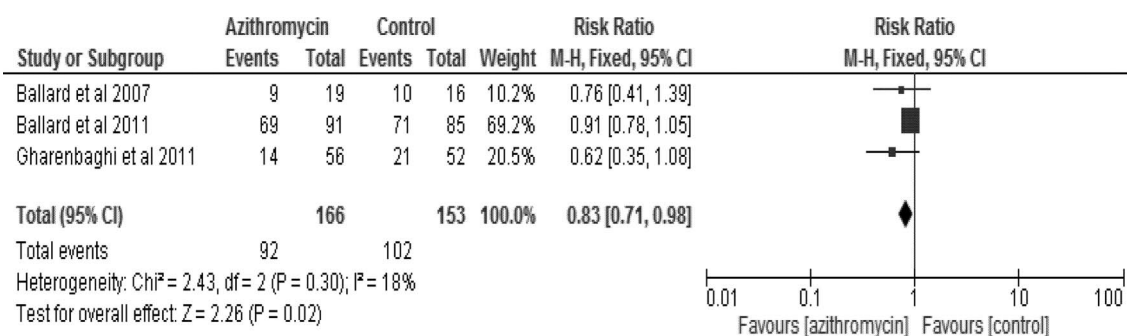 Azithromycin Control Risk Ratio Risk Ratio
Study or Subgroup Events Total Events Total Weight M-H, Fixed, 95% CI M-H, Fixed, 95% CI
Ballard et al 2007 9 19 10 16 10.2% 0.76 [0.41, 1.39]
Ballard et al 2011 69 91 71 85 69.2% 0.91 [0.78, 1.05]
Gharenbaghi et al 2011 14 56 21 52 20.5% 0.62 [0.35, 1.08]
Total (95% CI) 166 153 100.0% 0.83 [0.71, 0.98]
Total events 92 102
Heterogeneity: Chi² = 2.43, df = 2 (P = 0.30); I² = 18%
Test for overall effect: Z = 2.26 (P = 0.02)
0.01 0.1 1 10 100
Favours [azithromycin] Favours [control]